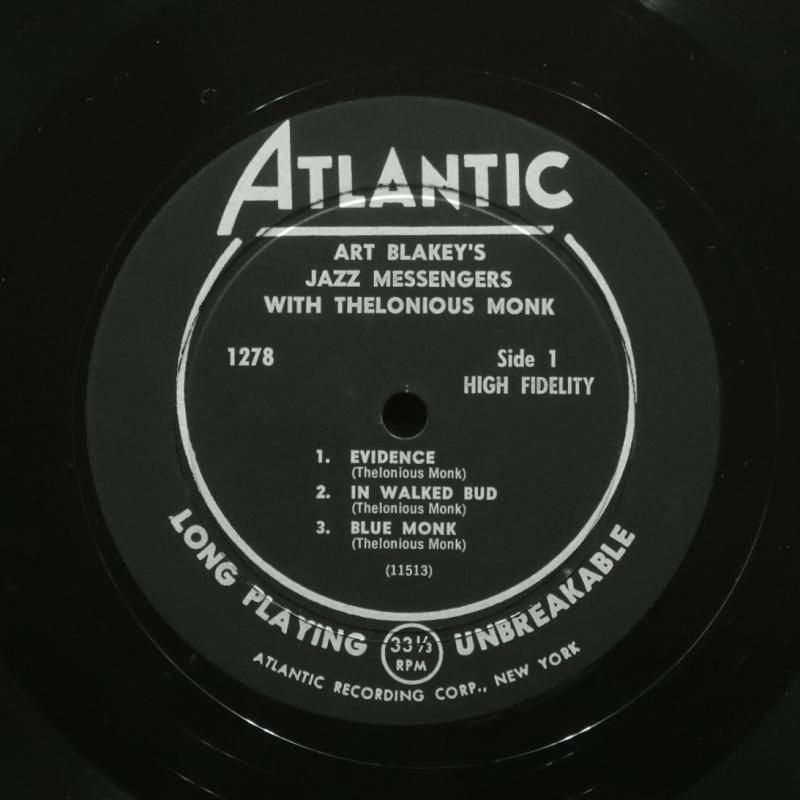 ATLANTIC
ART BLAKEY'S
JAZZ MESSENGERS
WITH THELONIOUS MONK
1278
Side 1
HIGH FIDELITY
1. EVIDENCE
(Thelonious Monk)
2. IN WALKED BUD
(Thelonious Monk)
3. BLUE MONK
(Thelonious Monk)
(11513)
LONG PLAYING 33 1/3 RPM UNBREAKABLE
ATLANTIC RECORDING CORP., NEW YORK